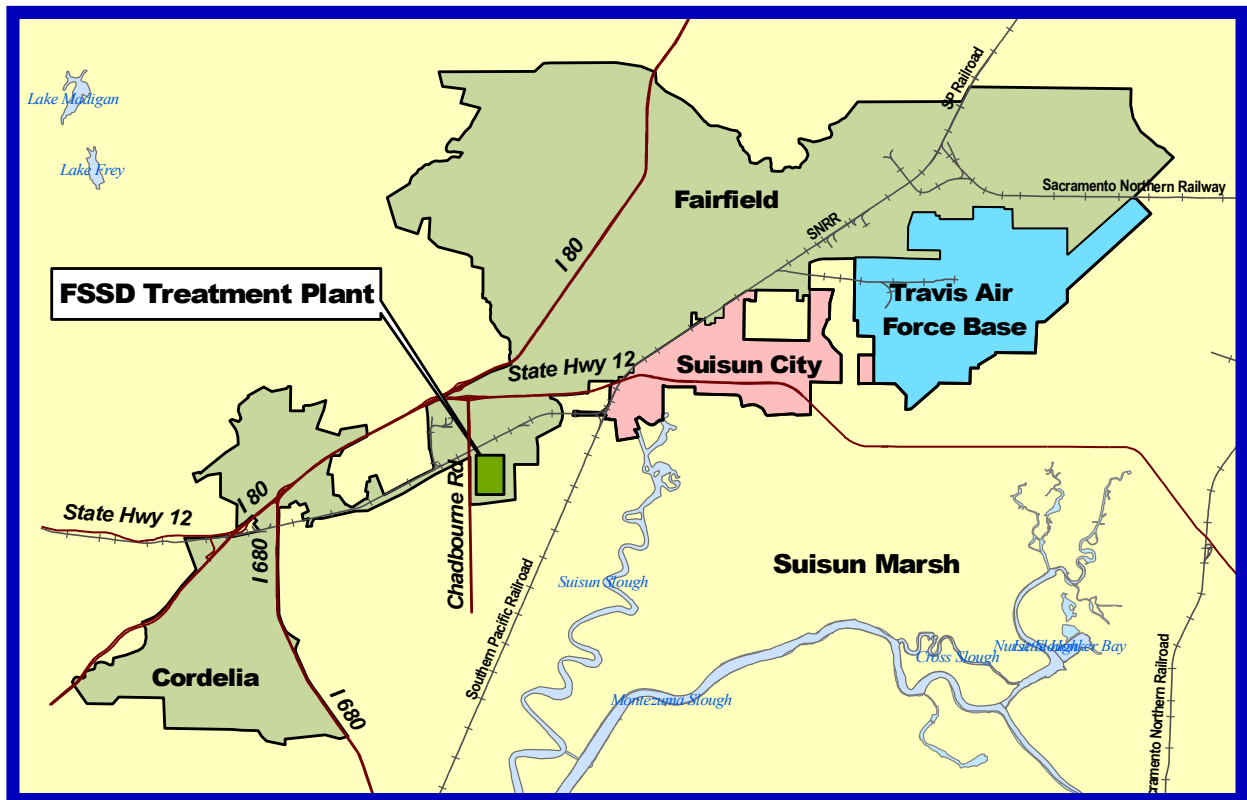 SP Railroad
Lake Madigan
Lake Frey
Sacramento Northern Railway
Fairfield
SNRR
I 80
FSSD Treatment Plant
Travis Air
Force Base
State Hwy 12
Suisun City
I 80
State Hwy 12
I 680
Chadbourne Rd
Suisun Marsh
Suisun Slough
Southern Pacific Railroad
Cross Slough
Cordelia
Montezuma Slough
I 680
ramento Northern Railroad